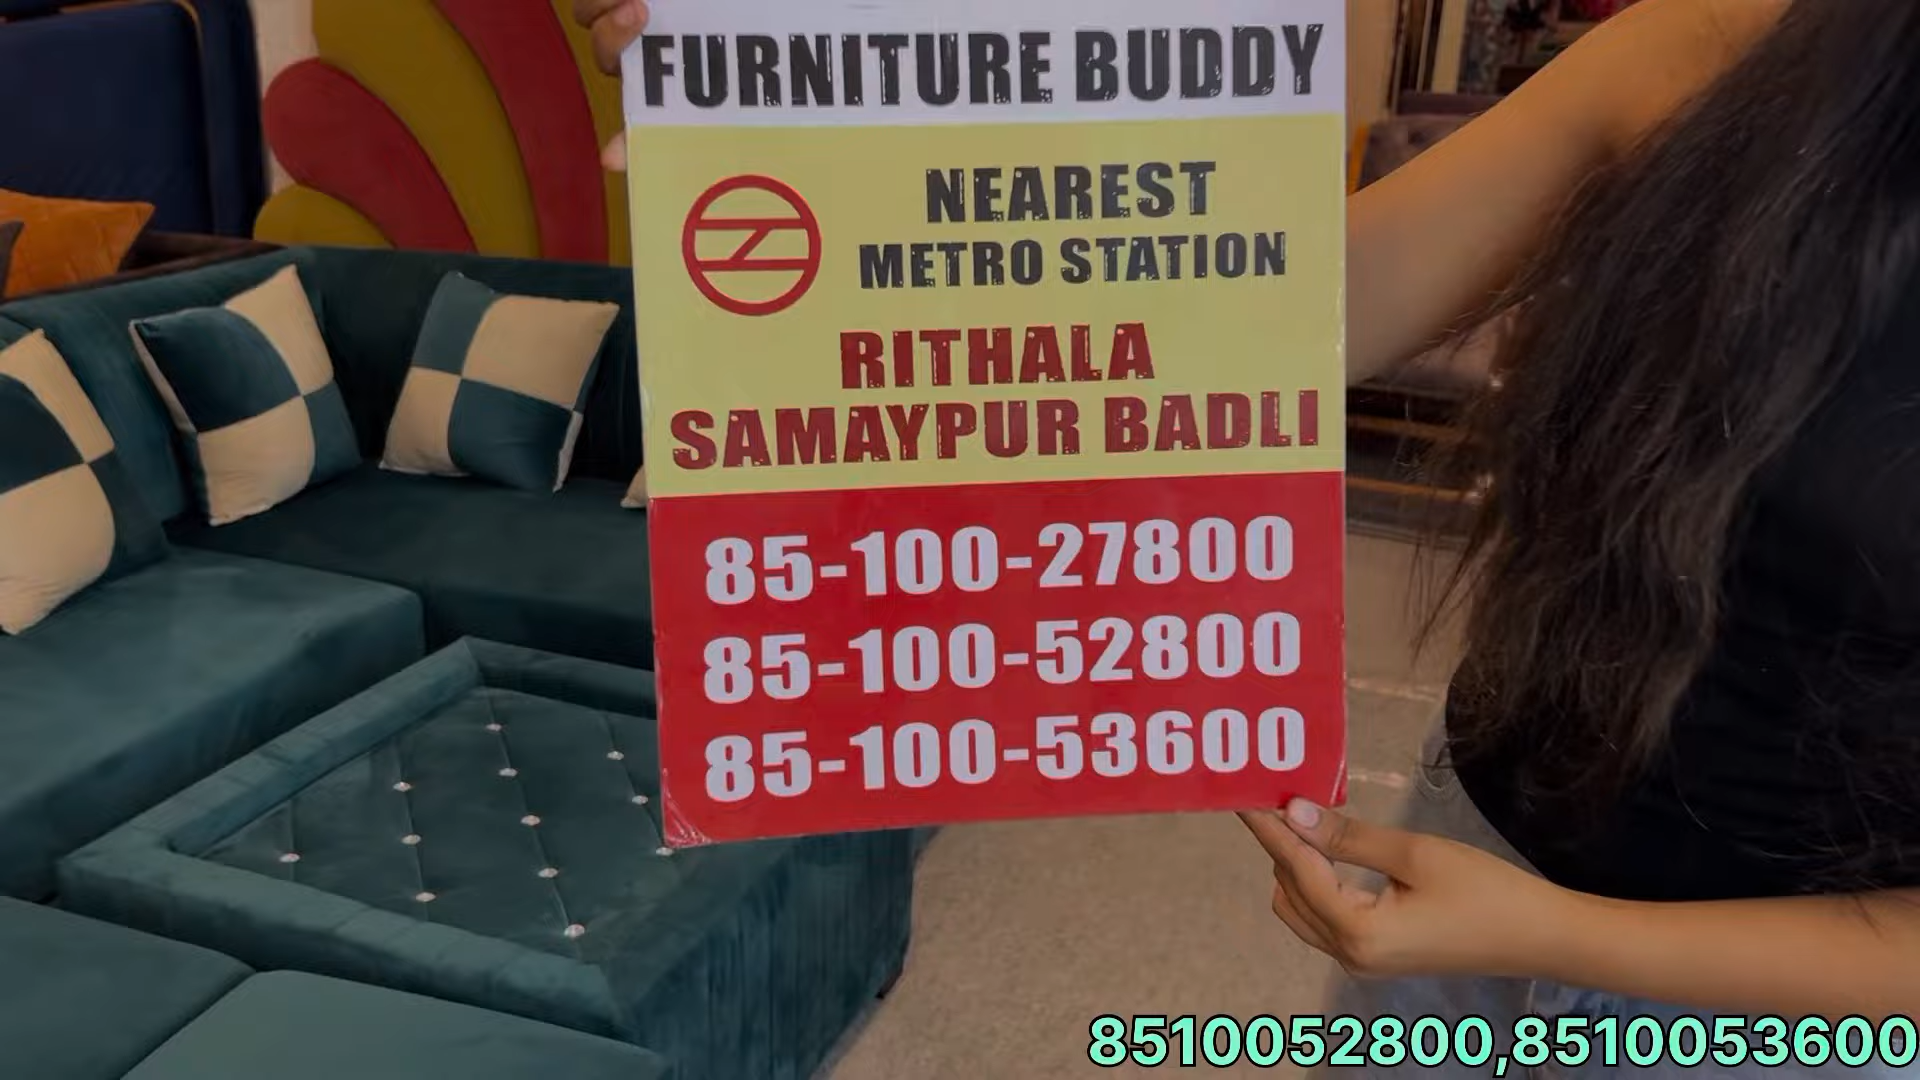 FURNITURE BUDDY
NEAREST
METRO STATION
RITHALA
SAMAYPUR BADLI
85-100-27800
85-100-52800
85-100-53600
8510052800,8510053600